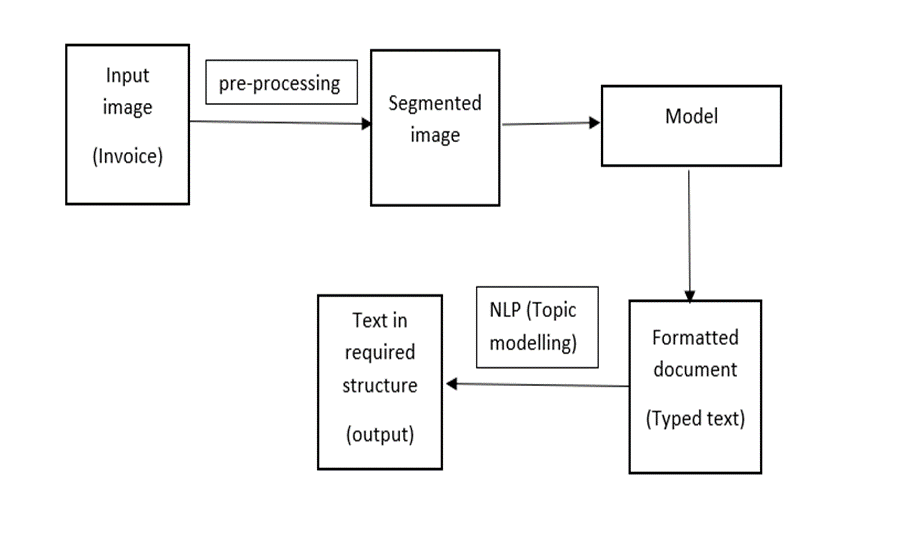 Input
image
(Invoice)
pre-processing
Segmented
image
Model
Formatted
document
(Typed text)
NLP (Topic
modelling)
Text in
required
structure
(output)